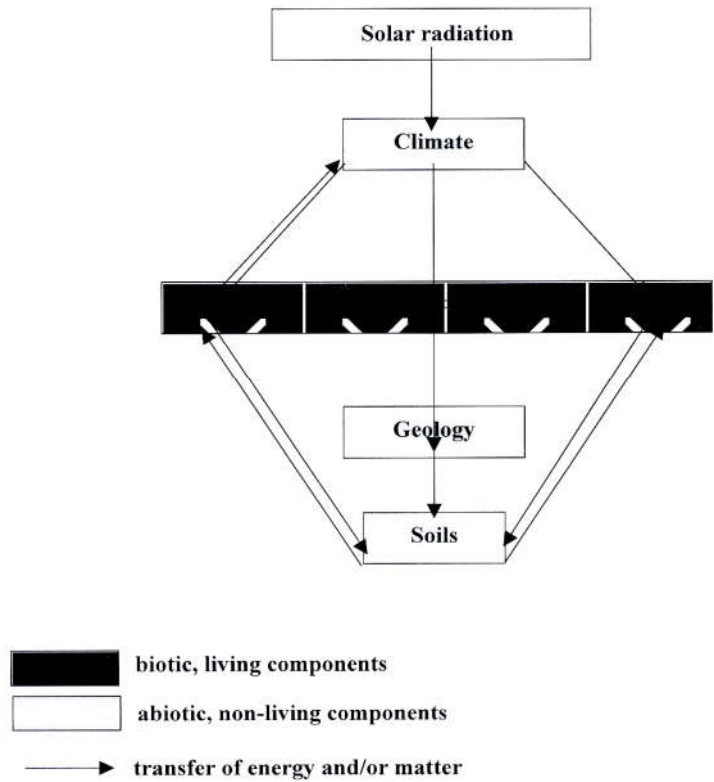 Solar radiation
Climate
Geology
Soils
biotic, living components
abiotic, non-living components
transfer of energy and/or matter